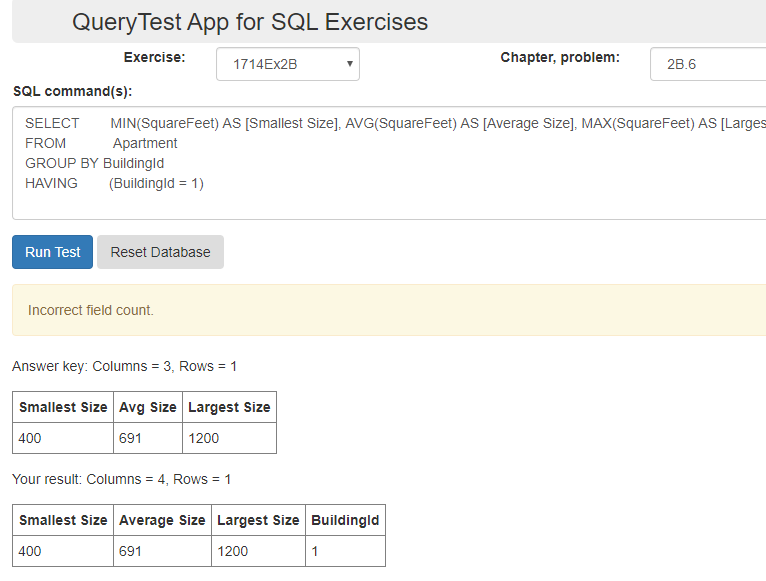 QueryTest App for SQL Exercises
Exercise: 1714Ex2B Chapter, problem: 2B.6
SQL command(s):
SELECT MIN(SquareFeet) AS [Smallest Size], AVG(SquareFeet) AS [Average Size], MAX(SquareFeet) AS [Larges
FROM Apartment
GROUP BY BuildingId
HAVING (BuildingId = 1)
Run Test Reset Database
Incorrect field count.
Answer key: Columns = 3, Rows = 1
Smallest Size Avg Size Largest Size
400 691 1200
Your result: Columns = 4, Rows = 1
Smallest Size Average Size Largest Size BuildingId
400 691 1200 1